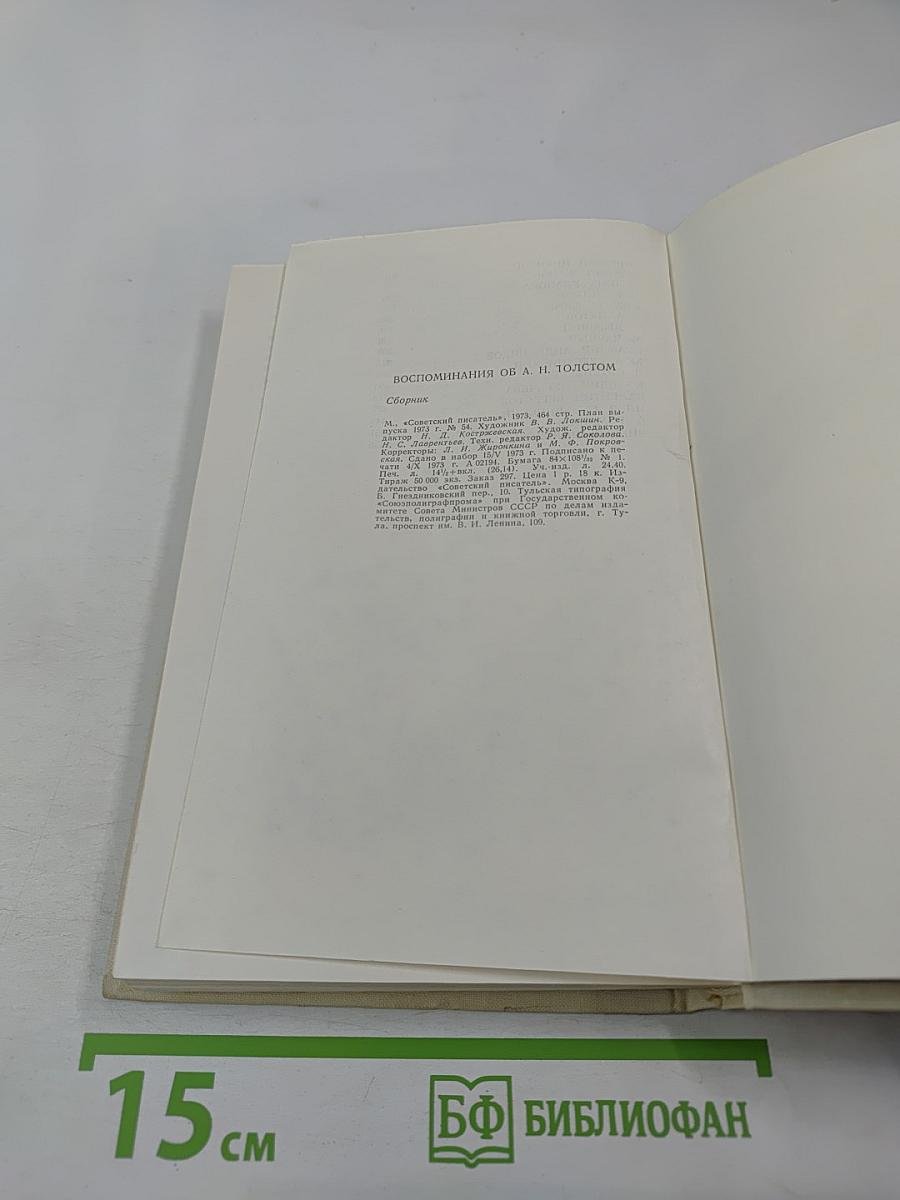 ВОСПОМИНАНИЯ ОБ А. Н. ТОЛСТОМ
Сборник
М., «Советский писатель», 1973, 464 стр. План вы-
пуска 1973 г. № 54. Художник В. В. Локшин. Ре-
дактор Н. Д. Костржевская. Худож. редактор
Н. С. Лаврентьев. Техн. редактор Р. Я. Соколова.
Корректоры: Л. И. Жиронкина и М. Ф. Покров-
ская. Сдано в набор 15/V 1973 г. Подписано к пе-
чати 4/X 1973 г. А 02194. Бумага 84×108¹/₃₂ № 1.
Печ. л. 14¹/₂+вкл. (26,14). Уч.-изд. л. 24,40.
Тираж 50 000 экз. Заказ 297. Цена 1 р. 18 к. Из-
дательство «Советский писатель». Москва К-9,
Б. Гнездниковский пер., 10. Тульская типография
«Союзполиграфпрома» при Государственном ко-
митете Совета Министров СССР по делам изда-
тельств, полиграфии и книжной торговли, г. Ту-
ла, проспект им. В. И. Ленина, 109.
15 см
БФ БИБЛИОФАН